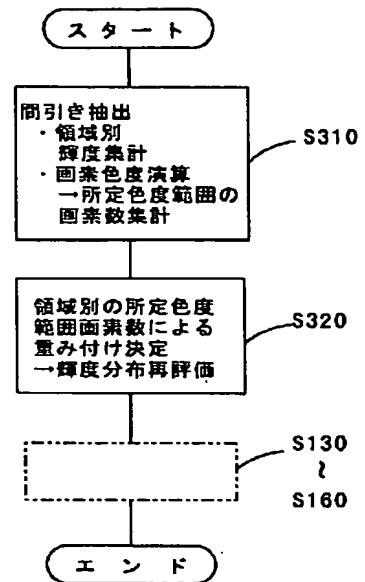 スタート
間引き抽出
・領域別
輝度集計
・画素色度演算
→所定色度範囲の
画素数集計
S310
領域別の所定色度
範囲画素数による
重み付け決定
→輝度分布再評価
S320
S130
〜
S160
エンド